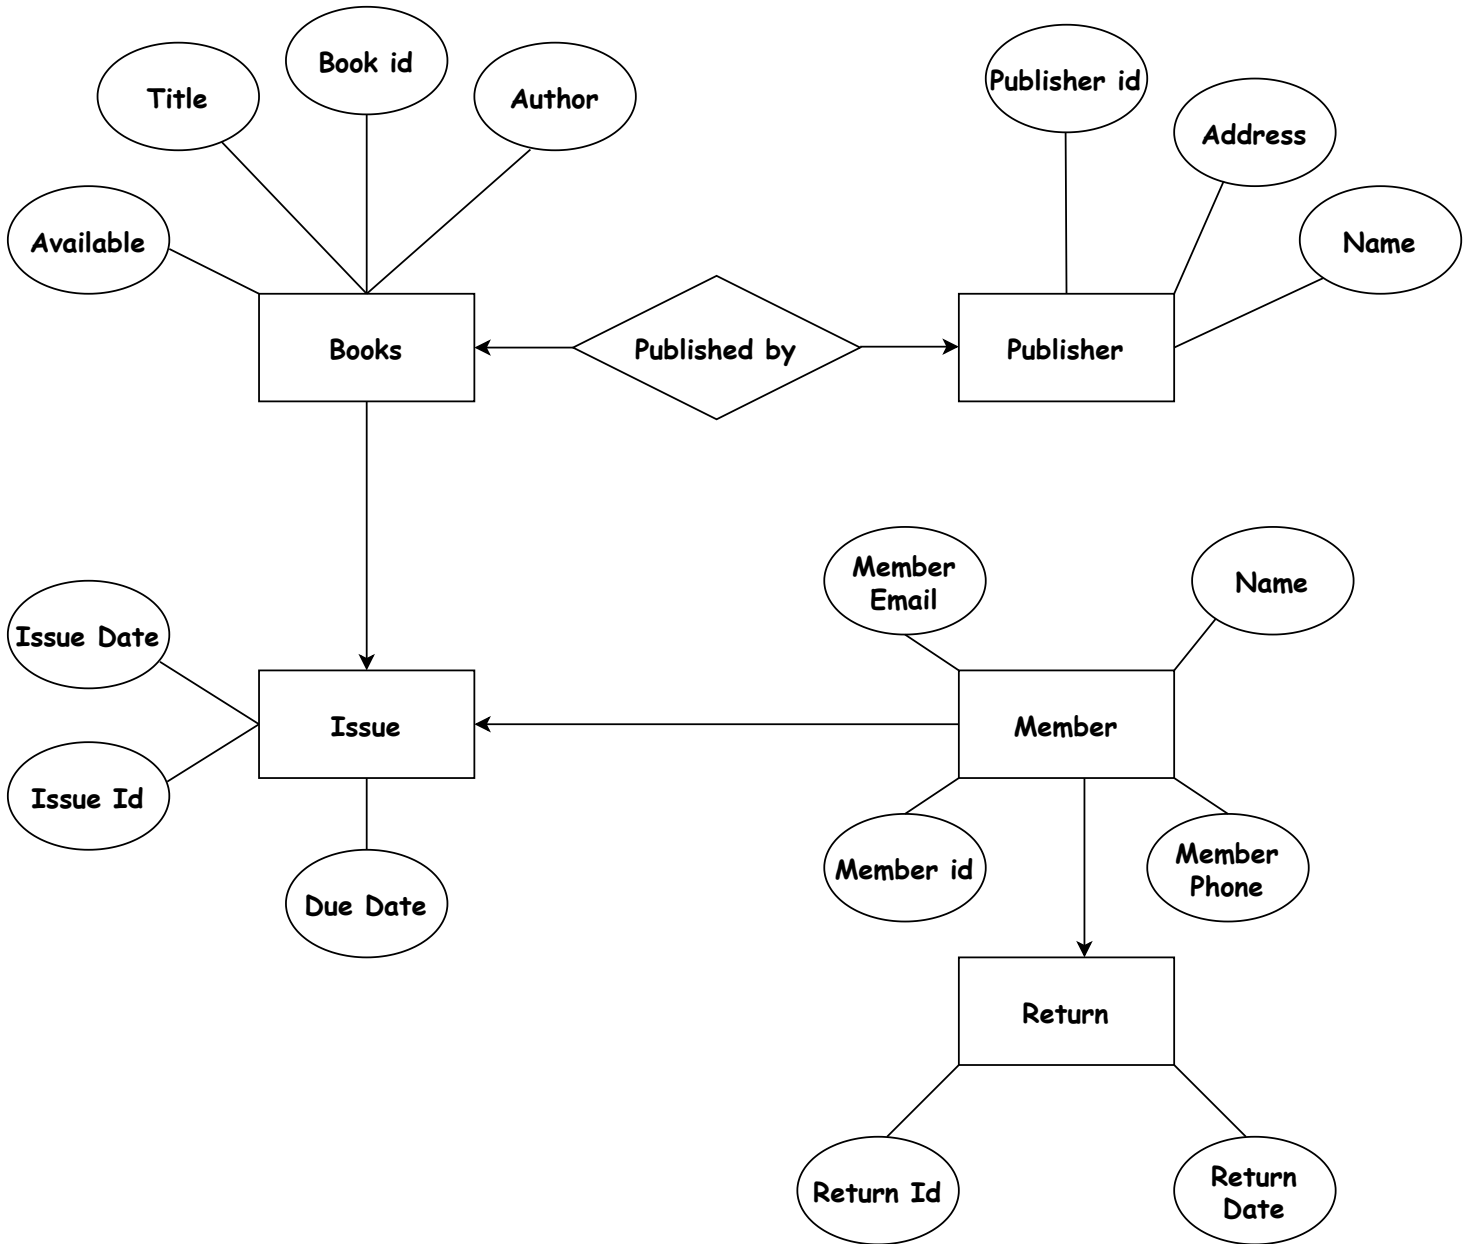 Book id
Title
Author
Publisher id
Address
Available
Name
Books
Published by
Publisher
Member
Email
Name
Issue Date
Issue
Member
Issue Id
Member id
Member
Phone
Due Date
Return
Return Id
Return
Date